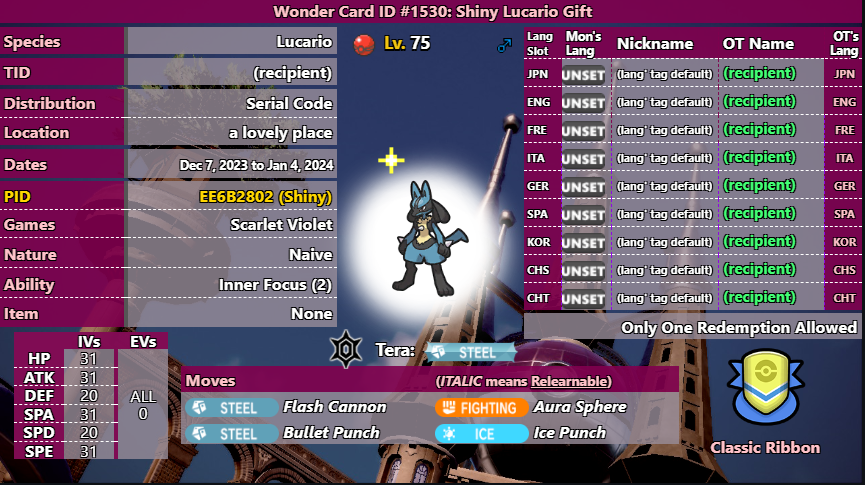 Wonder Card ID #1530: Shiny Lucario Gift
Species Lucario
TID (recipient)
Distribution Serial Code
Location a lovely place
Dates Dec 7, 2023 to Jan 4, 2024
PID EE6B2802 (Shiny)
Games Scarlet Violet
Nature Naive
Ability Inner Focus (2)
Item None
Lv. 75
Lang Slot Mon's Lang Nickname OT Name OT's Lang
JPN UNSET (lang' tag default) (recipient) JPN
ENG UNSET (lang' tag default) (recipient) ENG
FRE UNSET (lang' tag default) (recipient) FRE
ITA UNSET (lang' tag default) (recipient) ITA
GER UNSET (lang' tag default) (recipient) GER
SPA UNSET (lang' tag default) (recipient) SPA
KOR UNSET (lang' tag default) (recipient) KOR
CHS UNSET (lang' tag default) (recipient) CHS
CHT UNSET (lang' tag default) (recipient) CHT
Only One Redemption Allowed
IVs EVs
HP 31
ATK 31
DEF 20
SPA 31
SPD 20
SPE 31
ALL
0
Tera: STEEL
Moves (ITALIC means Relearnable)
STEEL Flash Cannon FIGHTING Aura Sphere
STEEL Bullet Punch ICE Ice Punch
Classic Ribbon